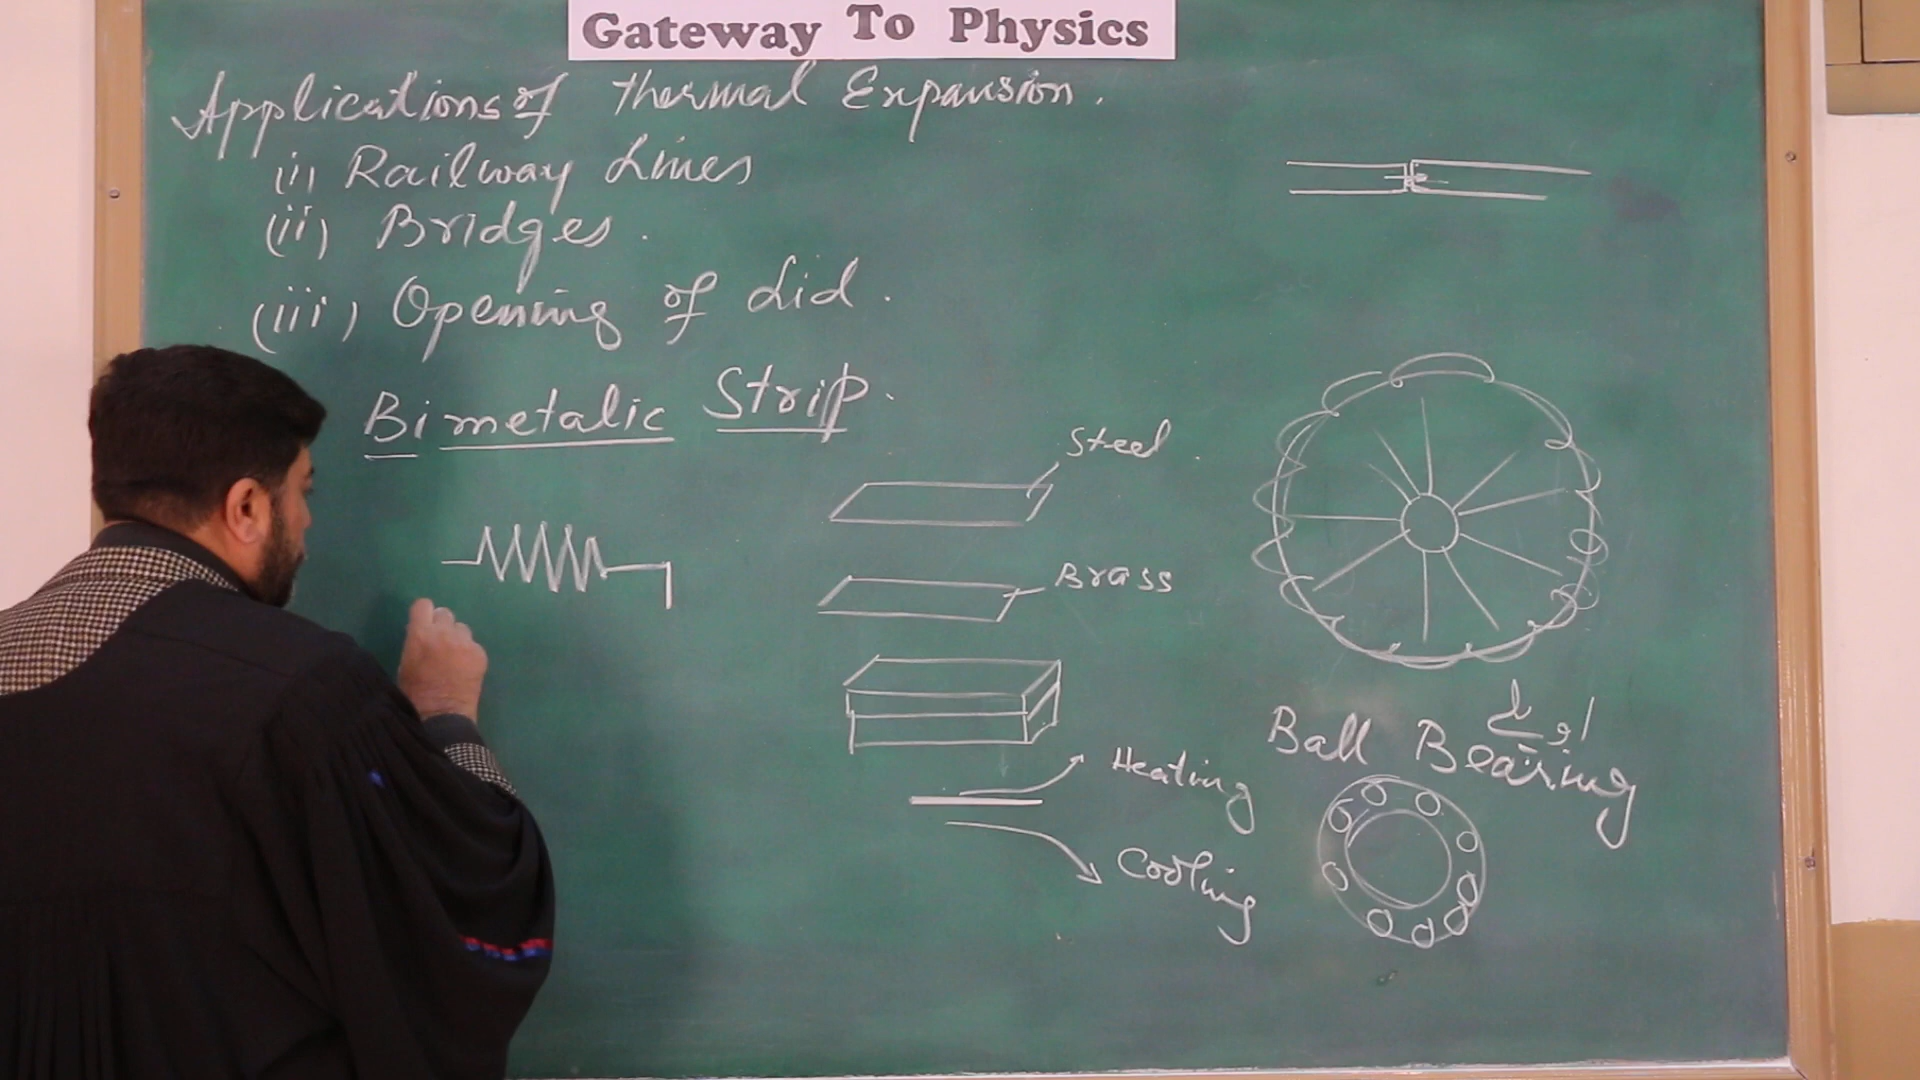 Gateway To Physics
Applications of thermal Expansion.
(i) Railway Lines
(ii) Bridges.
(iii) Opening of Lid.
Bimetalic Strip.
Steel.
Brass
Heating
Cooling
Ball Bearing